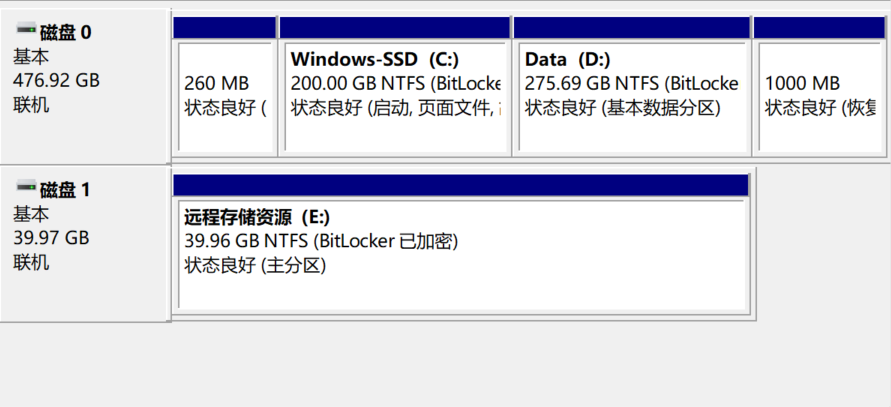 磁盘 0
基本
476.92 GB
联机
260 MB
状态良好 (
Windows-SSD (C:)
200.00 GB NTFS (BitLocke
状态良好 (启动, 页面文件,
Data (D:)
275.69 GB NTFS (BitLocke
状态良好 (基本数据分区)
1000 MB
状态良好 (恢复
磁盘 1
基本
39.97 GB
联机
远程存储资源 (E:)
39.96 GB NTFS (BitLocker 已加密)
状态良好 (主分区)